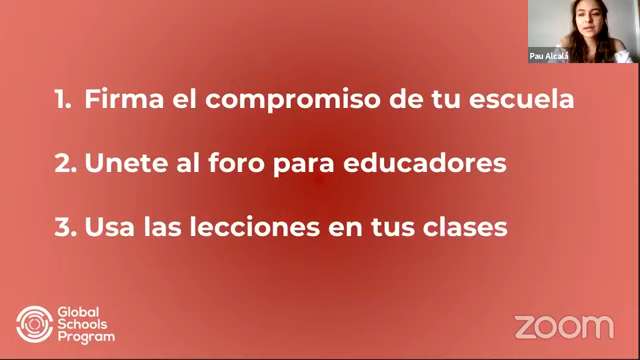 Pau Alcalá
1. Firma el compromiso de tu escuela
2. Unete al foro para educadores
3. Usa las lecciones en tus clases
Global
Schools
Program
zoom